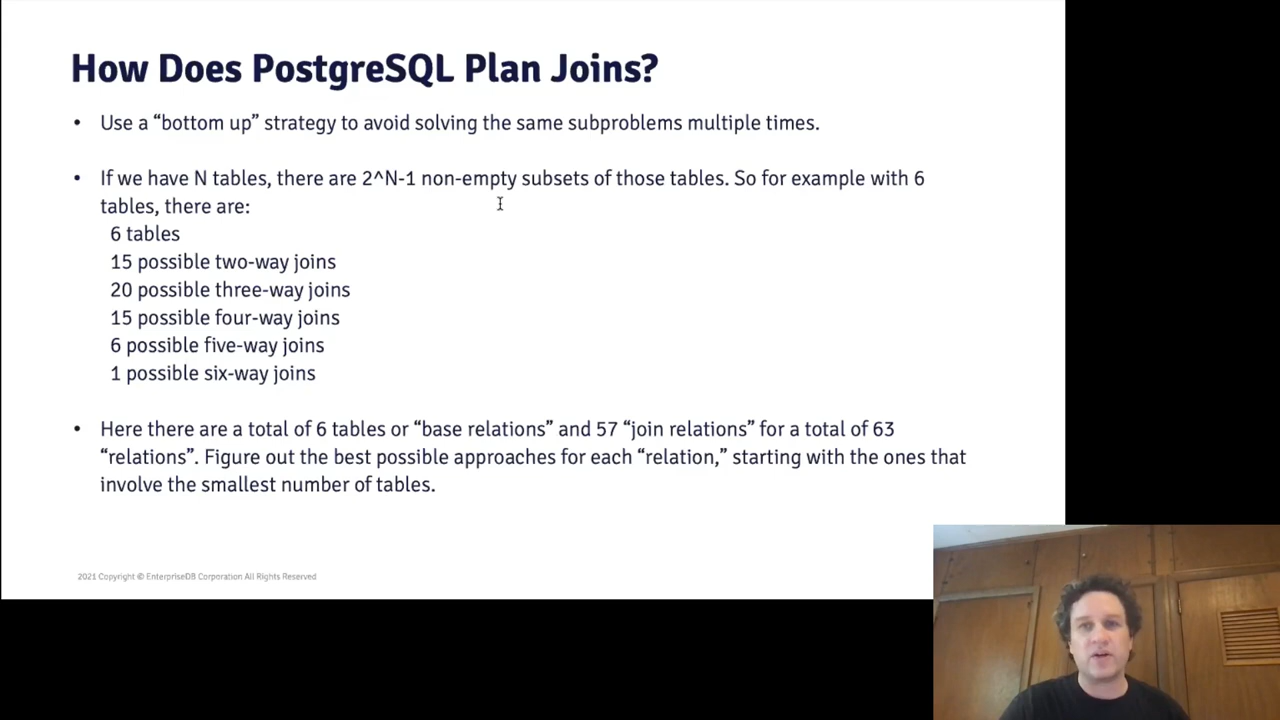 How Does PostgreSQL Plan Joins?
• Use a “bottom up” strategy to avoid solving the same subproblems multiple times.
• If we have N tables, there are 2^N-1 non-empty subsets of those tables. So for example with 6
tables, there are:
6 tables
15 possible two-way joins
20 possible three-way joins
15 possible four-way joins
6 possible five-way joins
1 possible six-way joins
• Here there are a total of 6 tables or “base relations” and 57 “join relations” for a total of 63
“relations”. Figure out the best possible approaches for each “relation,” starting with the ones that
involve the smallest number of tables.
2021 Copyright © EnterpriseDB Corporation All Rights Reserved